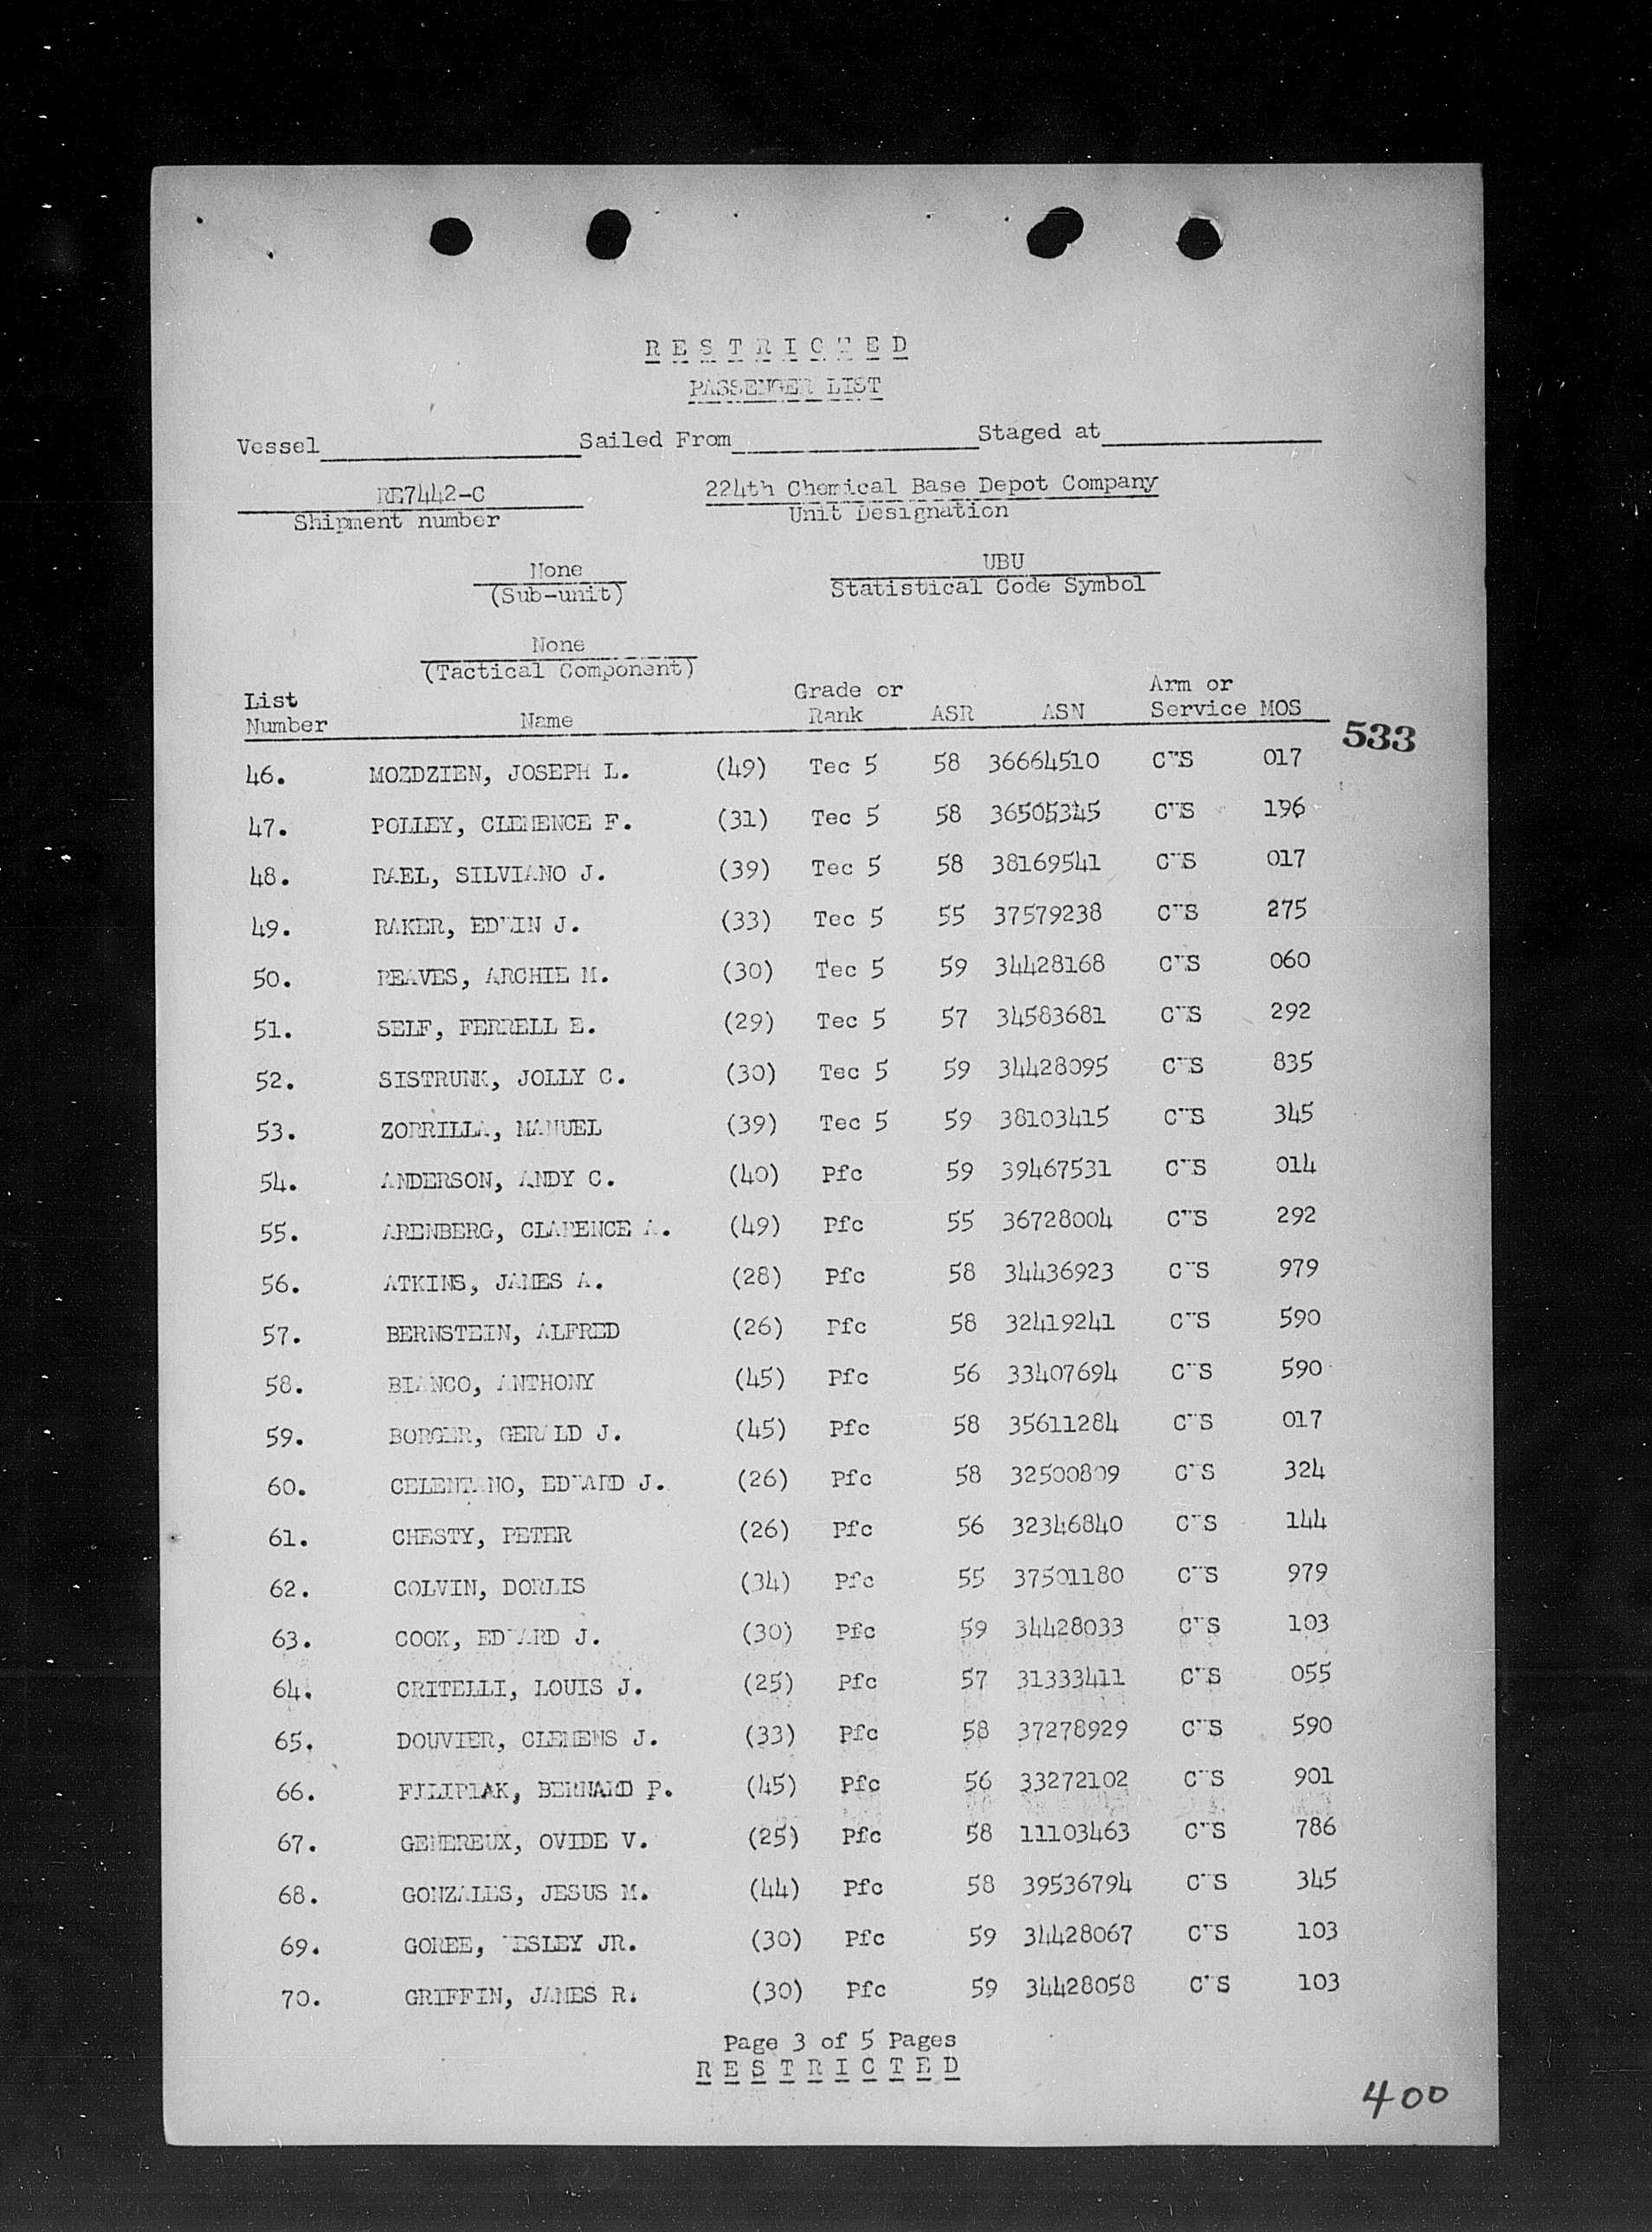 R E S T R I C T E D
PASSENGER LIST
Vessel Sailed From Staged at
RE7442-C 224th Chemical Base Depot Company
Shipment number Unit Designation
None UBU
(Sub-unit) Statistical Code Symbol
None
(Tactical Component)
List Grade or Arm or
Number Name Rank ASR ASN Service MOS
533
46. MOZDZIEN, JOSEPH L. (49) Tec 5 58 36664510 CWS 017
47. POLLEY, CLEMENCE F. (31) Tec 5 58 36505345 CWS 196
48. RAEL, SILVIANO J. (39) Tec 5 58 38169541 CWS 017
49. RAKER, EDWIN J. (33) Tec 5 55 37579238 CWS 275
50. REAVES, ARCHIE M. (30) Tec 5 59 34428168 CWS 060
51. SELF, FERRELL E. (29) Tec 5 57 34583681 CWS 292
52. SISTRUNK, JOLLY C. (30) Tec 5 59 34428095 CWS 835
53. ZORRILLA, MANUEL (39) Tec 5 59 38103415 CWS 345
54. ANDERSON, ANDY C. (40) Pfc 59 39467531 CWS 014
55. ARENBERG, CLARENCE A. (49) Pfc 55 36728004 CWS 292
56. ATKINS, JAMES A. (28) Pfc 58 34436923 CWS 979
57. BERNSTEIN, ALFRED (26) Pfc 58 32419241 CWS 590
58. BIANCO, ANTHONY (45) Pfc 56 33407694 CWS 590
59. BORGER, GERALD J. (45) Pfc 58 35611284 CWS 017
60. CELENTANO, EDWARD J. (26) Pfc 58 32500809 CWS 324
61. CHESTY, PETER (26) Pfc 56 32346840 CWS 144
62. COLVIN, DORLIS (34) Pfc 55 37501180 CWS 979
63. COOK, EDWARD J. (30) Pfc 59 34428033 CWS 103
64. CRITELLI, LOUIS J. (25) Pfc 57 31333411 CWS 055
65. DOUVIER, CLEMENS J. (33) Pfc 58 37278929 CWS 590
66. FILIPIAK, BERNARD P. (45) Pfc 56 33272102 CWS 901
67. GENEREUX, OVIDE V. (25) Pfc 58 11103463 CWS 786
68. GONZALES, JESUS M. (44) Pfc 58 39536794 CWS 345
69. GOREE, WESLEY JR. (30) Pfc 59 34428067 CWS 103
70. GRIFFIN, JAMES R. (30) Pfc 59 34428058 CWS 103
Page 3 of 5 Pages
R E S T R I C T E D
400